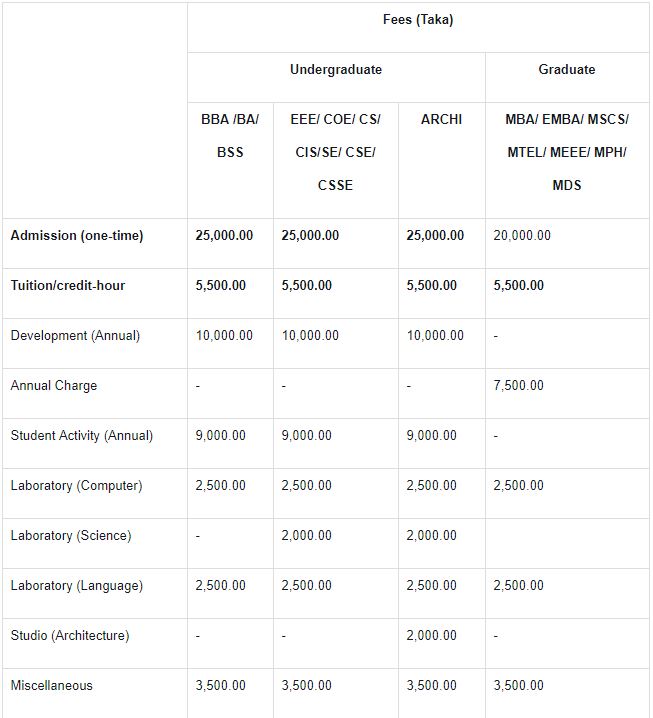 Fees (Taka)
Undergraduate Graduate
BBA /BA/ EEE/ COE/ CS/ ARCHI MBA/ EMBA/ MSCS/
BSS CIS/SE/ CSE/ MTEL/ MEEE/ MPH/
CSSE MDS
Admission (one-time) 25,000.00 25,000.00 25,000.00 20,000.00
Tuition/credit-hour 5,500.00 5,500.00 5,500.00 5,500.00
Development (Annual) 10,000.00 10,000.00 10,000.00 -
Annual Charge - - - 7,500.00
Student Activity (Annual) 9,000.00 9,000.00 9,000.00 -
Laboratory (Computer) 2,500.00 2,500.00 2,500.00 2,500.00
Laboratory (Science) - 2,000.00 2,000.00
Laboratory (Language) 2,500.00 2,500.00 2,500.00 2,500.00
Studio (Architecture) - - 2,000.00 -
Miscellaneous 3,500.00 3,500.00 3,500.00 3,500.00